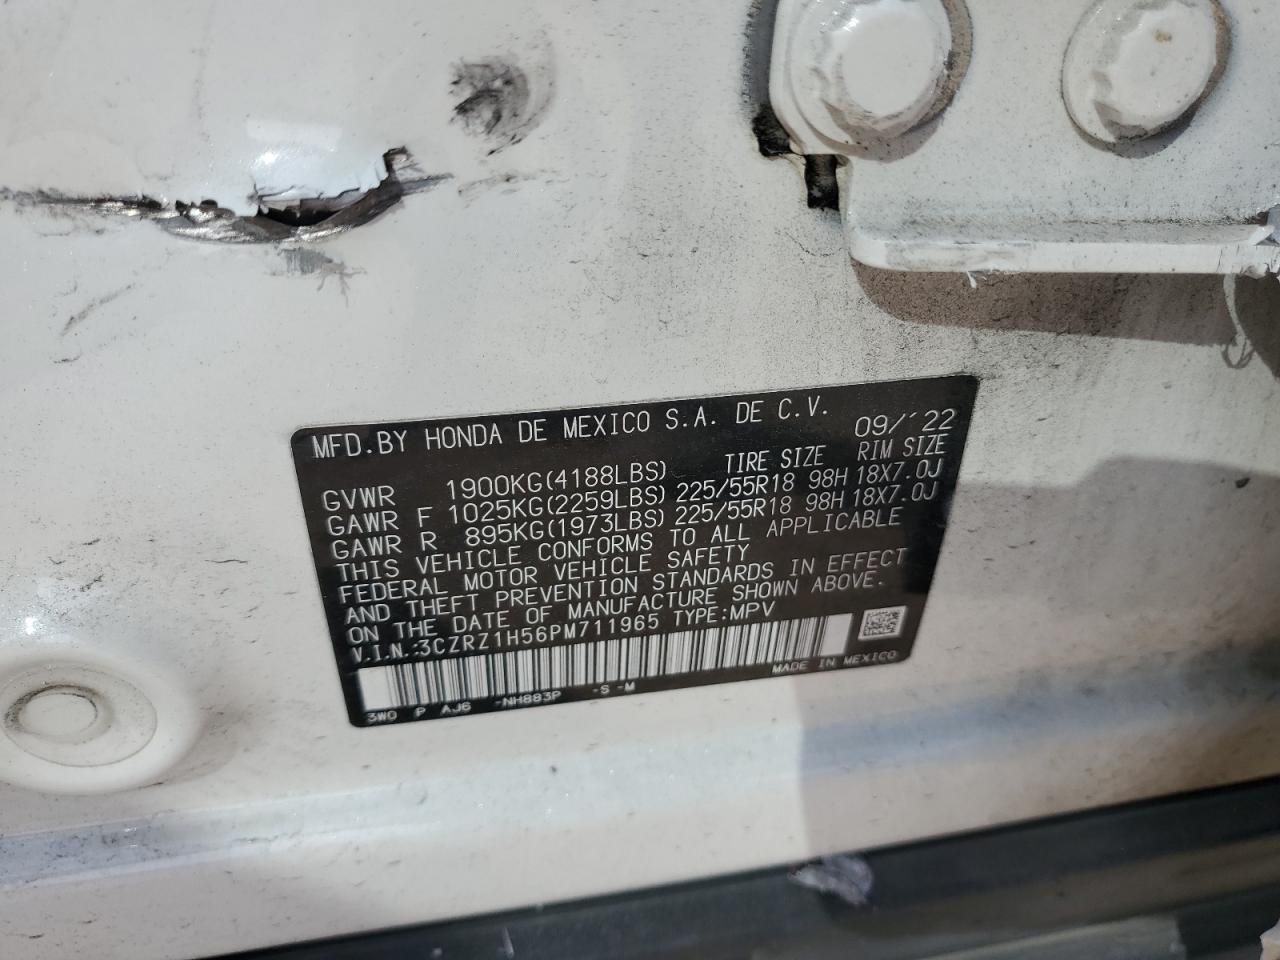 MFD.BY HONDA DE MEXICO S.A. DE C.V. 09/´22
TIRE SIZE RIM SIZE
GVWR 1900KG(4188LBS)
GAWR F 1025KG(2259LBS) 225/55R18 98H 18X7.0J
GAWR R 895KG(1973LBS) 225/55R18 98H 18X7.0J
THIS VEHICLE CONFORMS TO ALL APPLICABLE
FEDERAL MOTOR VEHICLE SAFETY
AND THEFT PREVENTION STANDARDS IN EFFECT
ON THE DATE OF MANUFACTURE SHOWN ABOVE.
V.I.N.:3CZRZ1H56PM711965 TYPE:MPV
MADE IN MEXICO
3W0 P AJ6 -NH883P -S -M